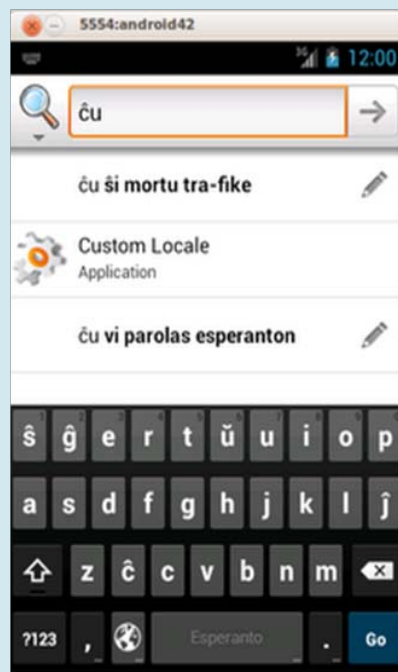 5554:android42
3G 12:00
ĉu
ĉu ŝi mortu tra-fike
Custom Locale
Application
ĉu vi parolas esperanton
ŝ ĝ e r t ŭ u i o p
a s d f g h j k l ĵ
z ĉ c v b n m
?123 , Esperanto . Go